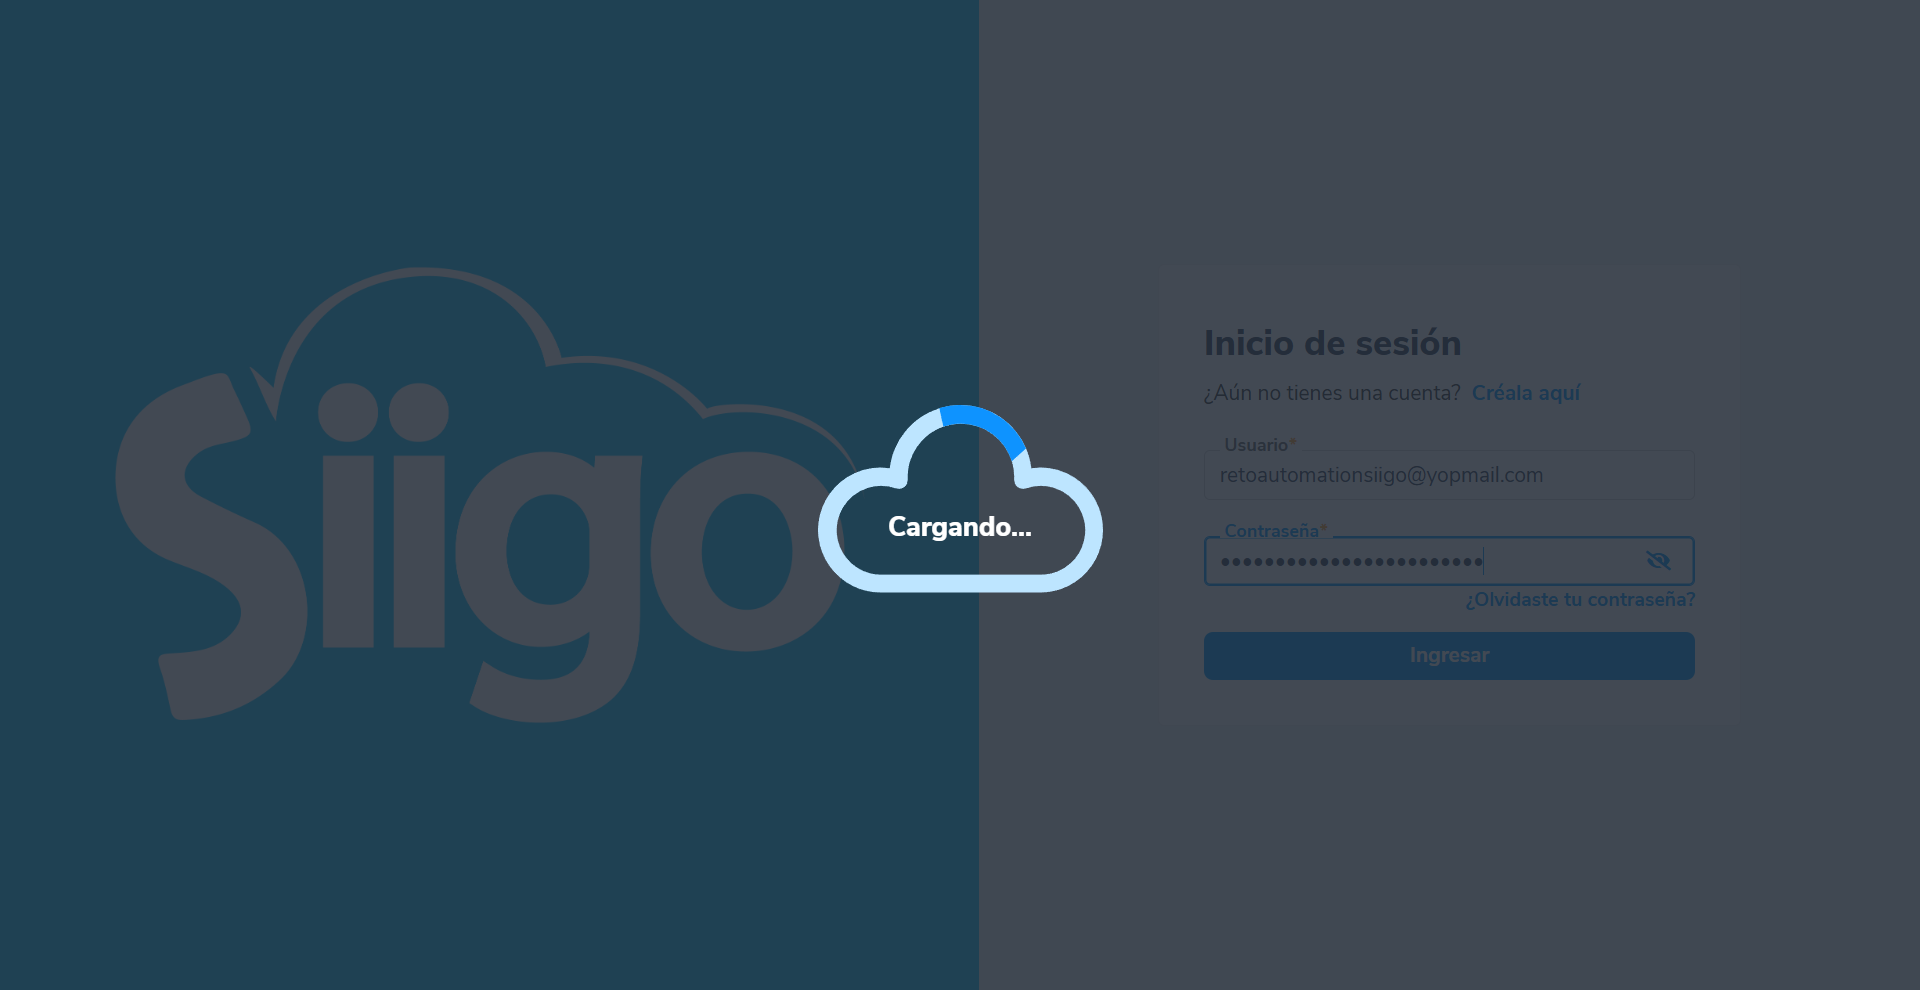 Siigo
Inicio de sesión
¿Aún no tienes una cuenta? Créala aquí
Usuario*
retoautomationsiigo@yopmail.com
Contraseña*
••••••••••••••••••••••••
¿Olvidaste tu contraseña?
Ingresar
Cargando...